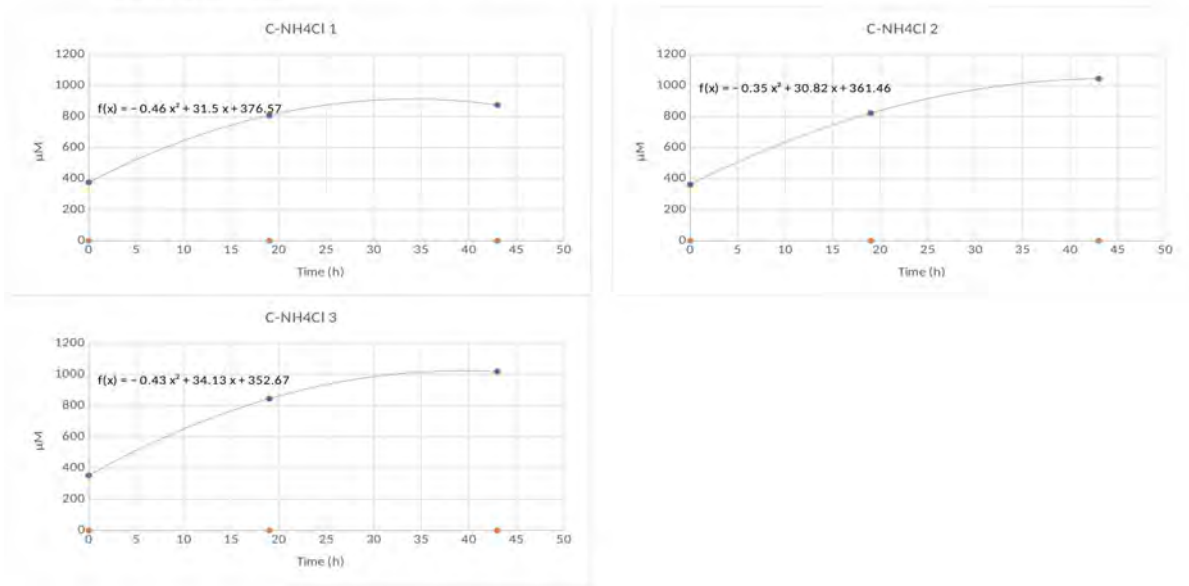 C-NH4Cl 1
1200
1000
800
600
400
200
0
µM
f(x) = − 0.46 x² + 31.5 x + 376.57
0 5 10 15 20 25 30 35 40 45 50
Time (h)
C-NH4Cl 2
1200
1000
800
600
400
200
0
µM
f(x) = − 0.35 x² + 30.82 x + 361.46
0 5 10 15 20 25 30 35 40 45 50
Time (h)
C-NH4Cl 3
1200
1000
800
600
400
200
0
µM
f(x) = − 0.43 x² + 34.13 x + 352.67
0 5 10 15 20 25 30 35 40 45 50
Time (h)